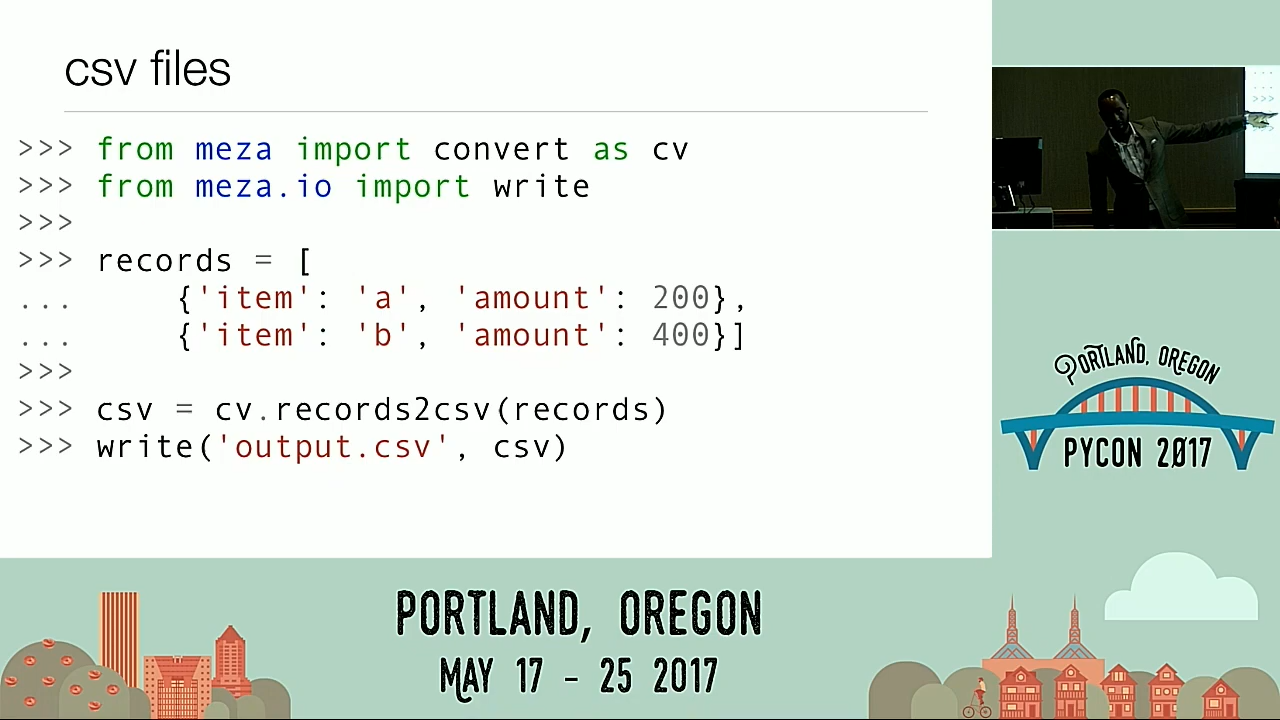 csv files
>>> from meza import convert as cv
>>> from meza.io import write
>>>
>>> records = [
...     {'item': 'a', 'amount': 200},
...     {'item': 'b', 'amount': 400}]
>>>
>>> csv = cv.records2csv(records)
>>> write('output.csv', csv)
PORTLAND, OREGON
PYCON 2017
PORTLAND, OREGON
MAY 17 - 25 2017